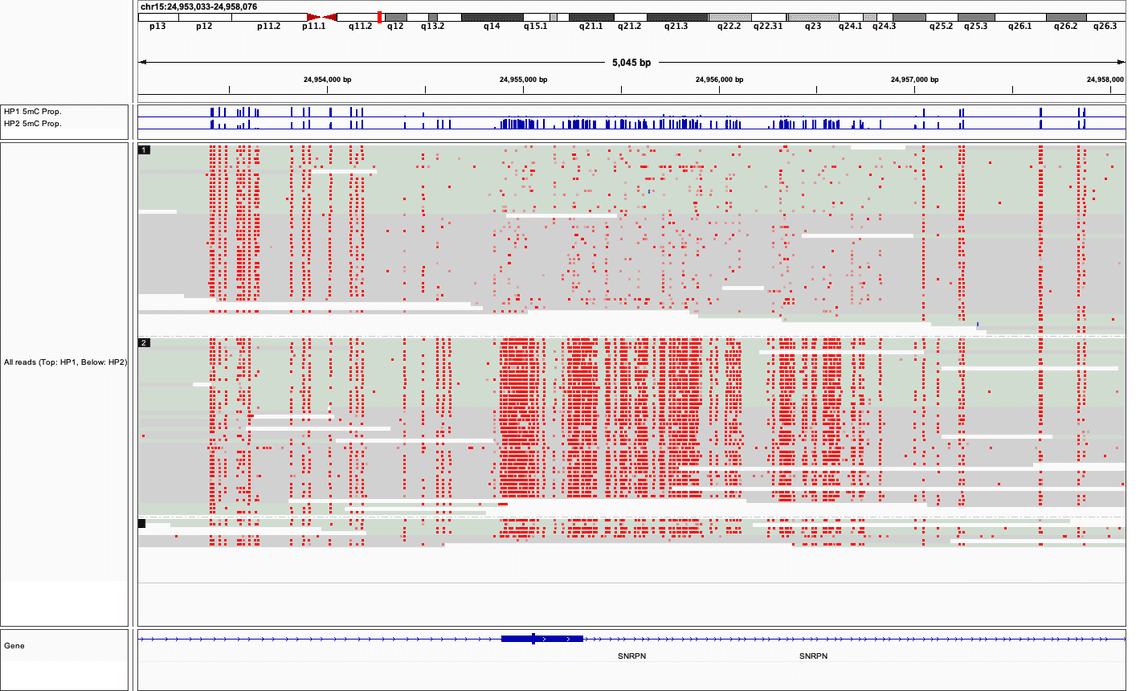 chr15:24,953,033-24,958,076
p13 p12 p11.2 p11.1 q11.2 q12 q13.2 q14 q15.1 q21.1 q21.2 q21.3 q22.2 q22.31 q23 q24.1 q24.3 q25.2 q25.3 q26.1 q26.2 q26.3
5,045 bp
24,954,000 bp 24,955,000 bp 24,956,000 bp 24,957,000 bp 24,958,000
HP1 5mC Prop.
HP2 5mC Prop.
1
2
All reads (Top: HP1, Below: HP2)
Gene
SNRPN SNRPN